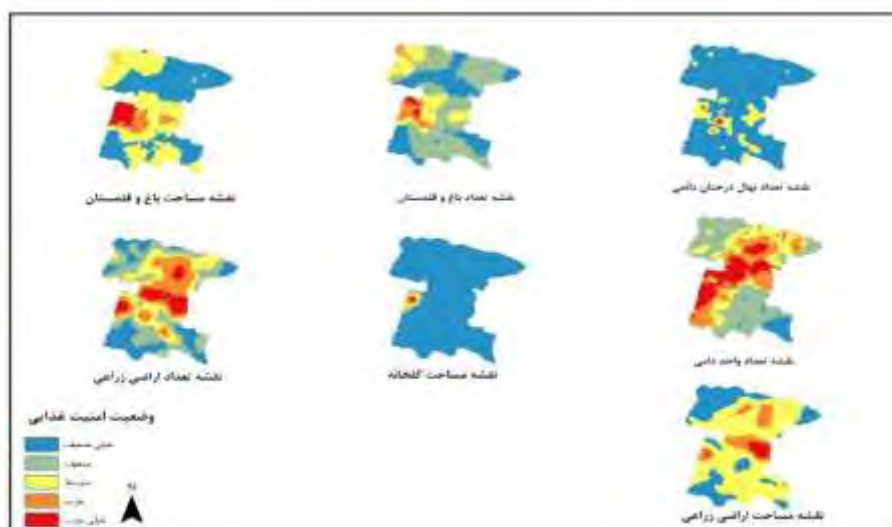 نقشه مساحت باغ و قلمستان
نقشه تعداد باغ و قلمستان
نقشه تعداد نهال درختان دائمی
نقشه تعداد اراضی زراعی
نقشه مساحت گلخانه
نقشه تعداد واحد دامی
وضعیت امنیت غذایی
خیلی ضعیف
ضعیف
متوسط
خوب
خیلی خوب
نقشه مساحت اراضی زراعی